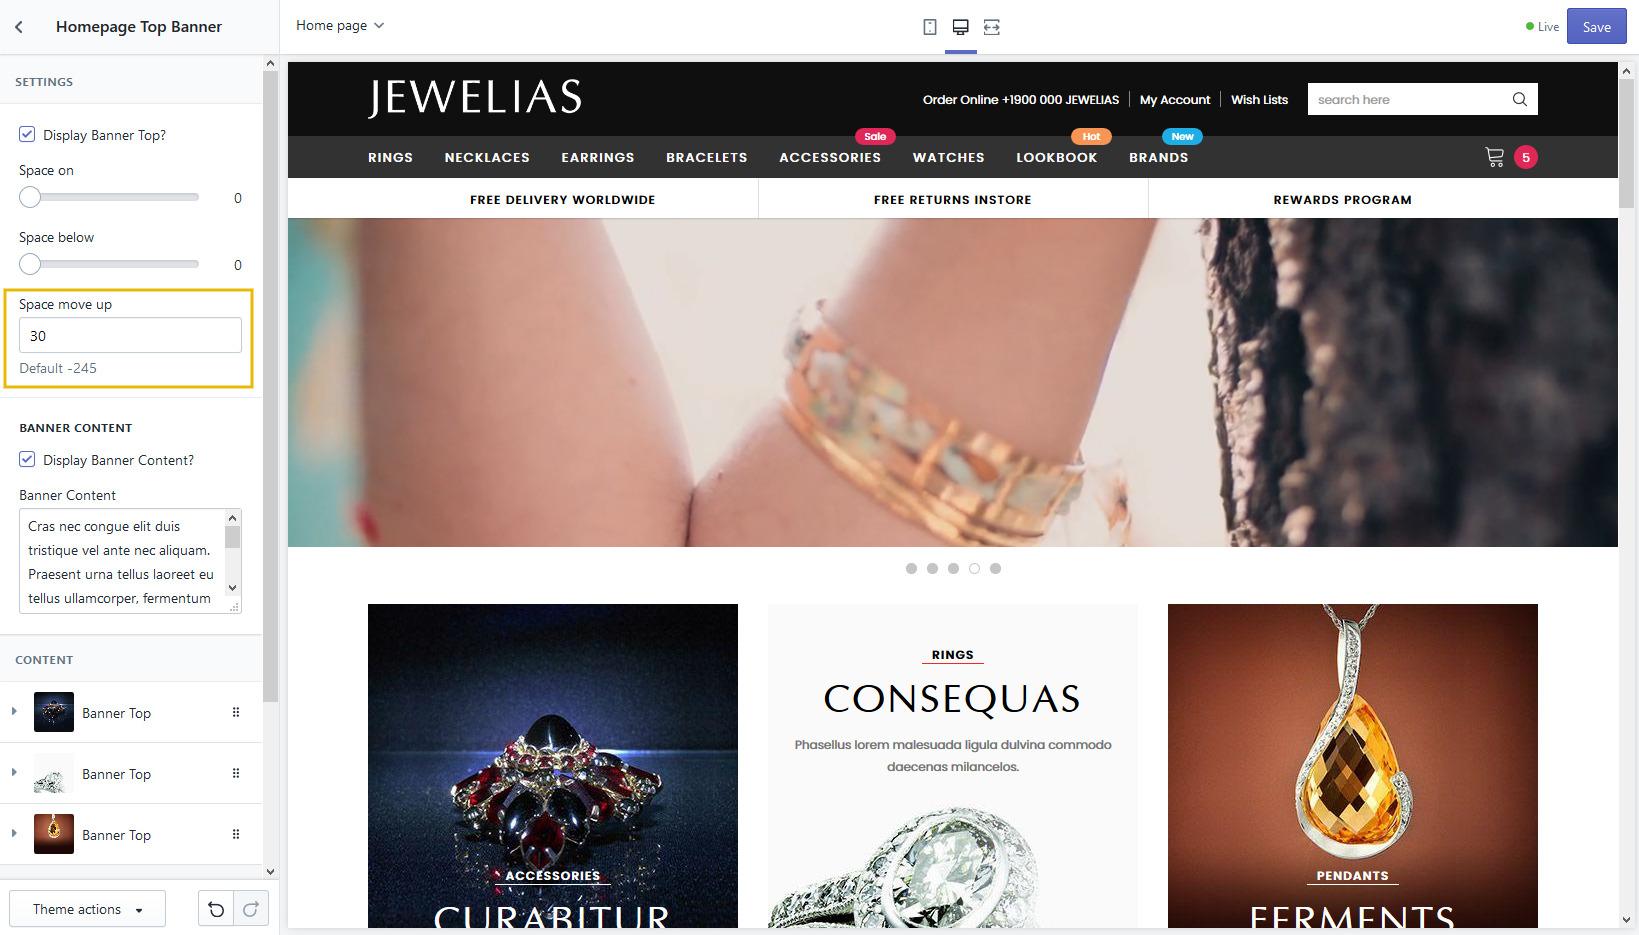 Homepage Top Banner
Home page
Live
Save
SETTINGS
Display Banner Top?
Space on
0
Space below
0
Space move up
30
Default -245
BANNER CONTENT
Display Banner Content?
Banner Content
Cras nec congue elit duis
tristique vel ante nec aliquam.
Praesent urna tellus laoreet eu
tellus ullamcorper, fermentum
CONTENT
Banner Top
Banner Top
Banner Top
Theme actions
JEWELIAS
Order Online +1900 000 JEWELIAS
My Account
Wish Lists
search here
Sale
Hot
New
RINGS
NECKLACES
EARRINGS
BRACELETS
ACCESSORIES
WATCHES
LOOKBOOK
BRANDS
5
FREE DELIVERY WORLDWIDE
FREE RETURNS INSTORE
REWARDS PROGRAM
ACCESSORIES
CURABITUR
RINGS
CONSEQUAS
Phasellus lorem malesuada ligula dulvina commodo
daecenas milancelos.
PENDANTS
FERMENTS